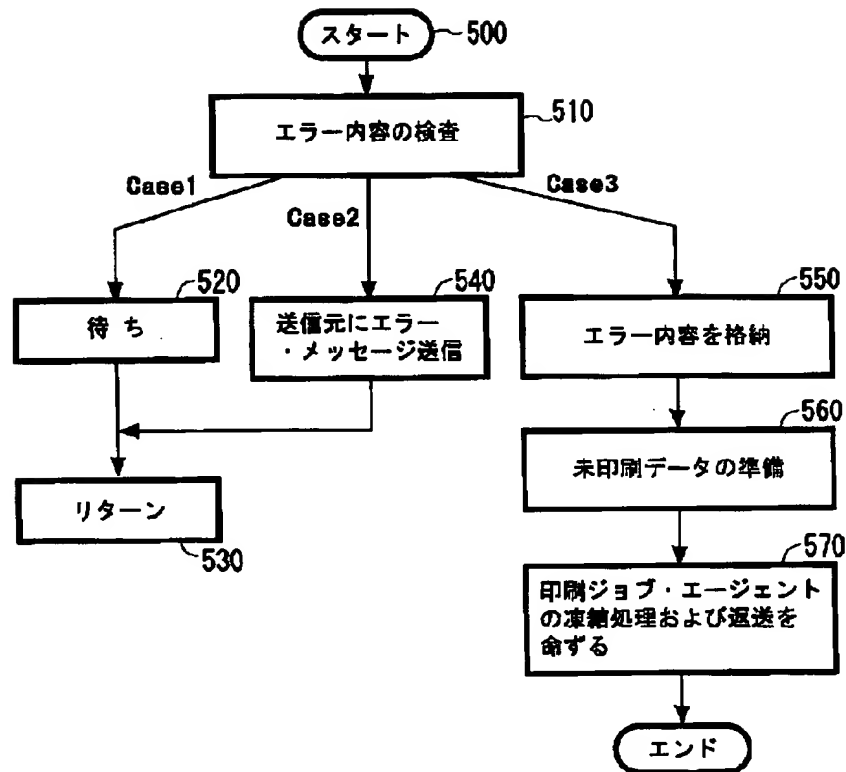 スタート
500
エラー内容の検査
510
Case1
Case2
Case3
520
待ち
540
送信元にエラー
・メッセージ送信
550
エラー内容を格納
560
未印刷データの準備
リターン
530
570
印刷ジョブ・エージェント
の凍結処理および返送を
命ずる
エンド